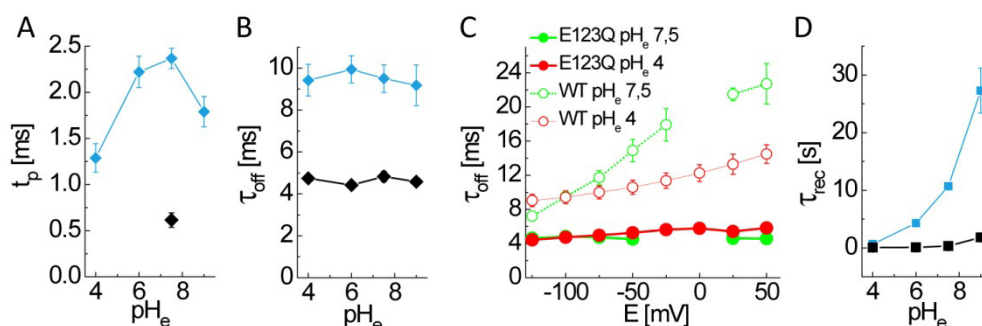 A
t_p [ms]
2.5
2.0
1.5
1.0
0.5
0.0
4
6
8
pH_e
B
τ_off [ms]
10
8
6
4
2
0
4
6
8
pH_e
C
τ_off [ms]
24
20
16
12
8
4
0
E123Q pH_e 7,5
E123Q pH_e 4
WT pH_e 7,5
WT pH_e 4
-100
-50
0
50
E [mV]
D
τ_rec [s]
30
20
10
0
4
6
8
pH_e